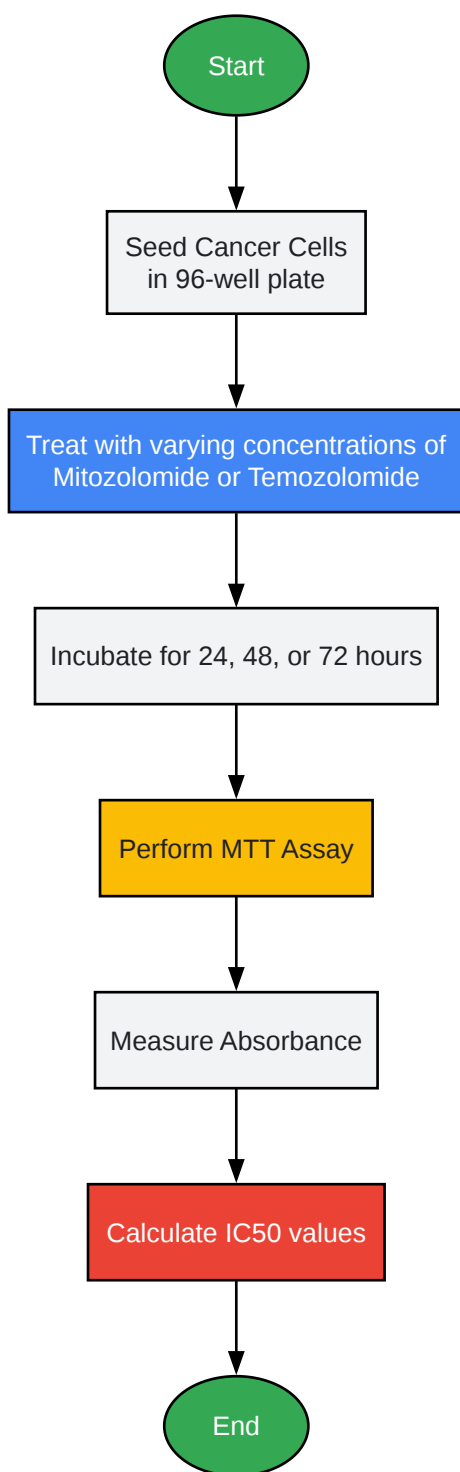 Start
Seed Cancer Cells
in 96-well plate
Treat with varying concentrations of
Mitozolomide or Temozolomide
Incubate for 24, 48, or 72 hours
Perform MTT Assay
Measure Absorbance
Calculate IC50 values
End